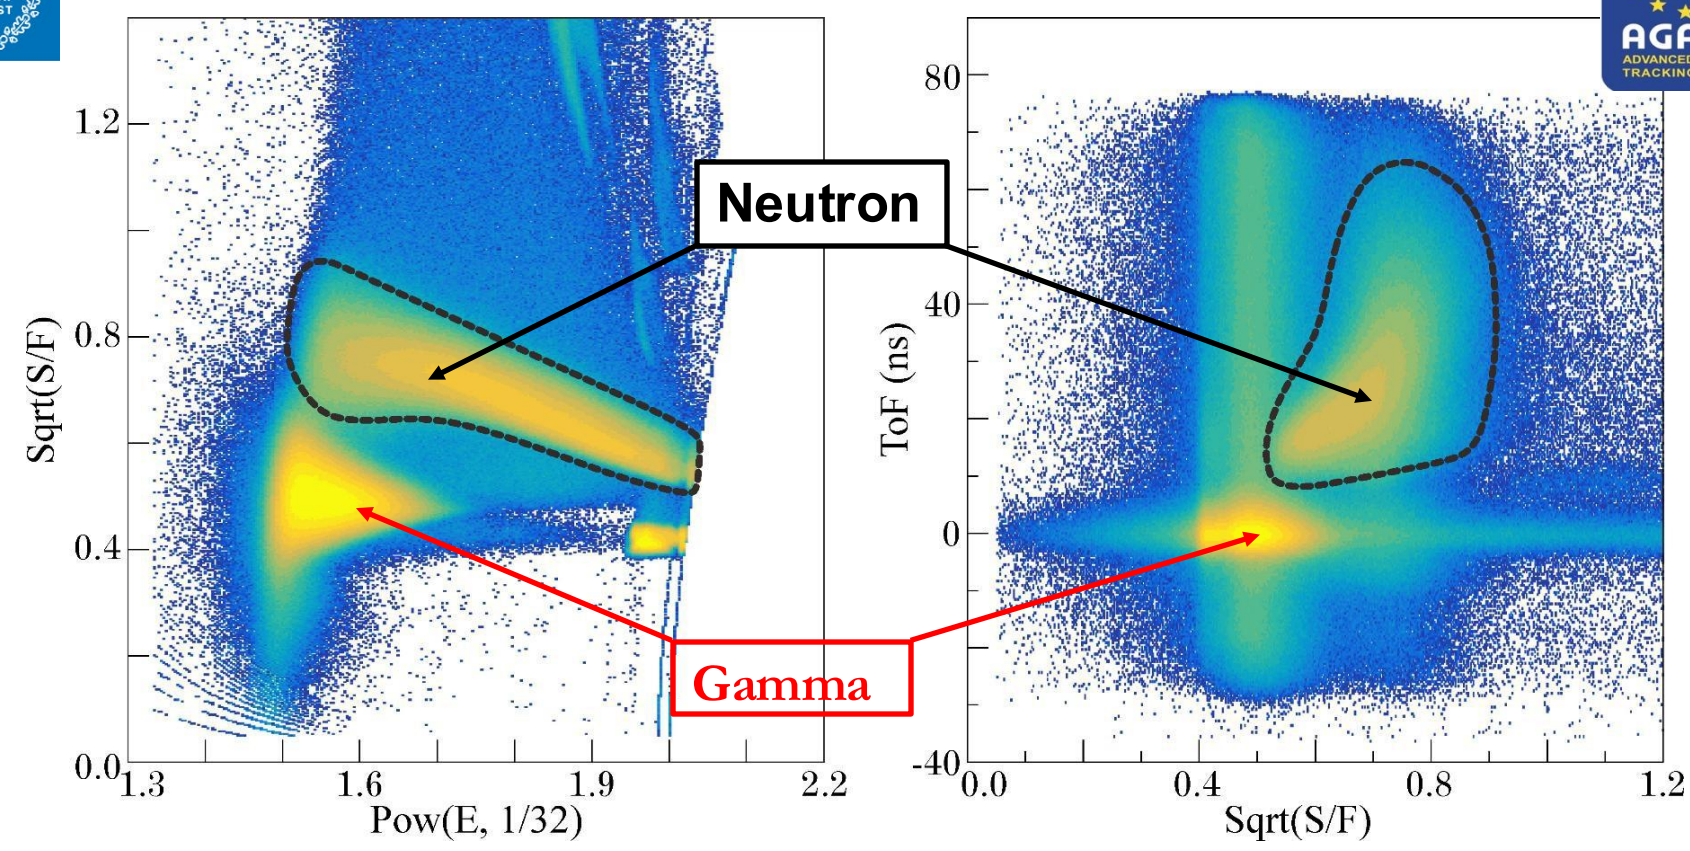 ST
AGA
ADVANCED
TRACKING
Neutron
Gamma
1.2
0.8
0.4
0.0
Sqrt(S/F)
1.3
1.6
1.9
2.2
Pow(E, 1/32)
80
40
0
-40
ToF (ns)
0.0
0.4
0.8
1.2
Sqrt(S/F)